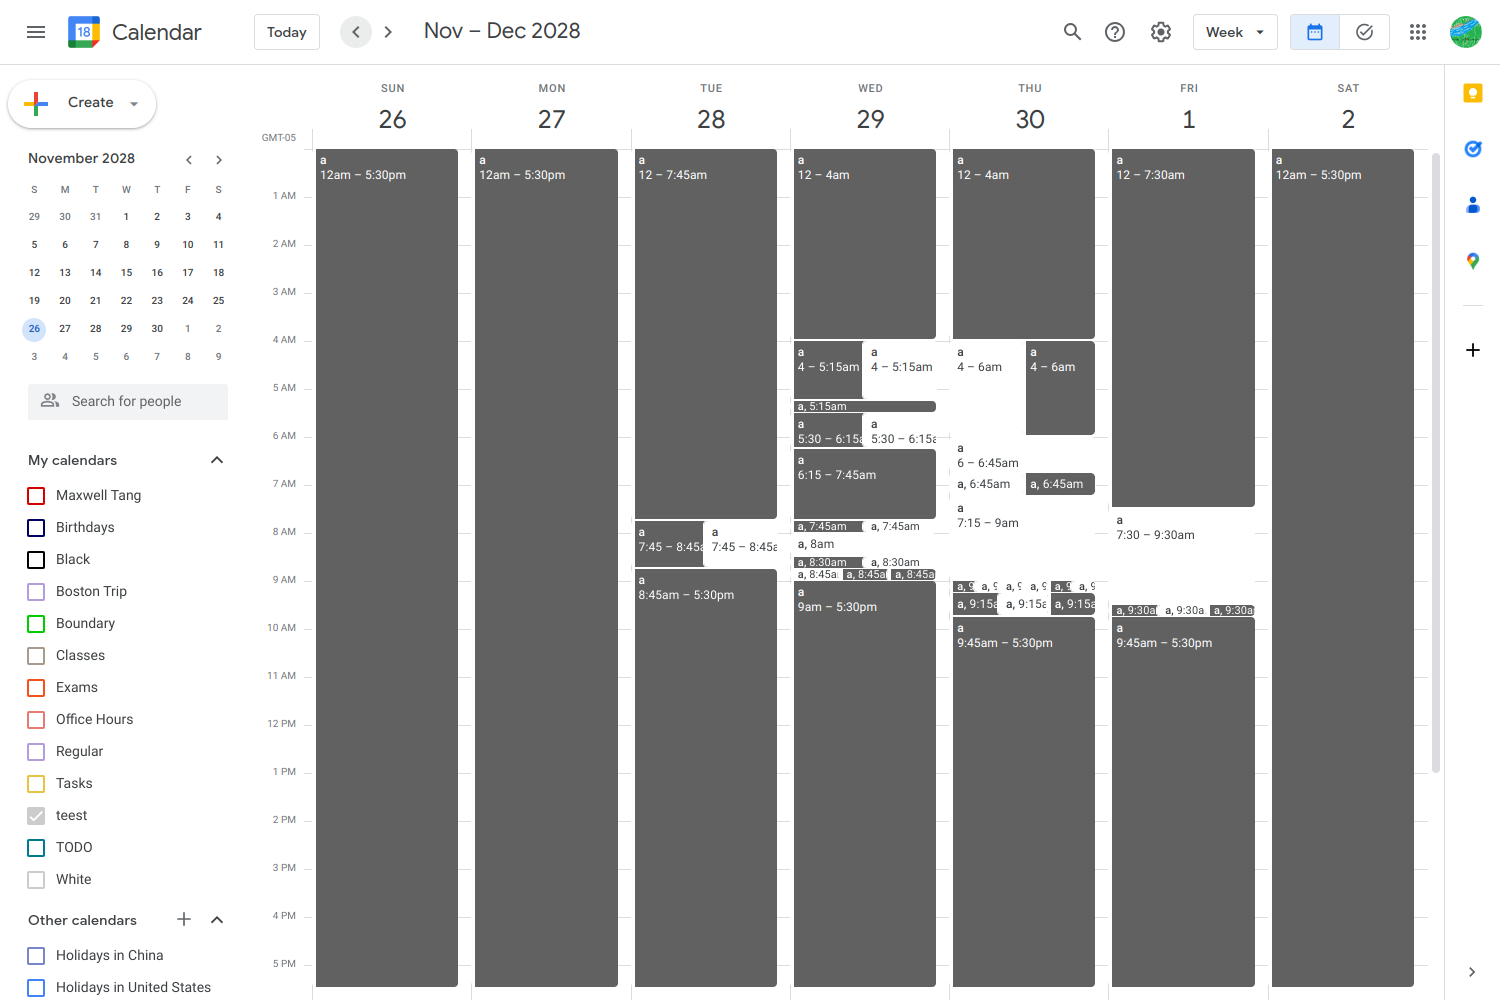 18 Calendar Today Nov – Dec 2028 Week
Create
November 2028
S M T W T F S
29 30 31 1 2 3 4
5 6 7 8 9 10 11
12 13 14 15 16 17 18
19 20 21 22 23 24 25
26 27 28 29 30 1 2
3 4 5 6 7 8 9
Search for people
My calendars
Maxwell Tang
Birthdays
Black
Boston Trip
Boundary
Classes
Exams
Office Hours
Regular
Tasks
teest
TODO
White
Other calendars
Holidays in China
Holidays in United States
SUN MON TUE WED THU FRI SAT
26 27 28 29 30 1 2
GMT-05
1 AM
2 AM
3 AM
4 AM
5 AM
6 AM
7 AM
8 AM
9 AM
10 AM
11 AM
12 PM
1 PM
2 PM
3 PM
4 PM
5 PM
a
12am – 5:30pm
a
12am – 5:30pm
a
12 – 7:45am
a
7:45 – 8:45a
a
7:45 – 8:45a
a
8:45am – 5:30pm
a
12 – 4am
a
4 – 5:15am
a
4 – 5:15am
a, 5:15am
a
5:30 – 6:15a
a
5:30 – 6:15a
a
6:15 – 7:45am
a, 7:45am a, 7:45am
a, 8am
a, 8:30am a, 8:30am
a, 8:45a a, 8:45a a, 8:45a
a
9am – 5:30pm
a
12 – 4am
a
4 – 6am
a
4 – 6am
a
6 – 6:45am
a, 6:45am a, 6:45am
a
7:15 – 9am
a, 9 a, 9 a, 9 a, 9 a, 9 a, 9
a, 9:15a a, 9:15a a, 9:15a
a
9:45am – 5:30pm
a
12 – 7:30am
a
7:30 – 9:30am
a, 9:30a a, 9:30a a, 9:30a
a
9:45am – 5:30pm
a
12am – 5:30pm